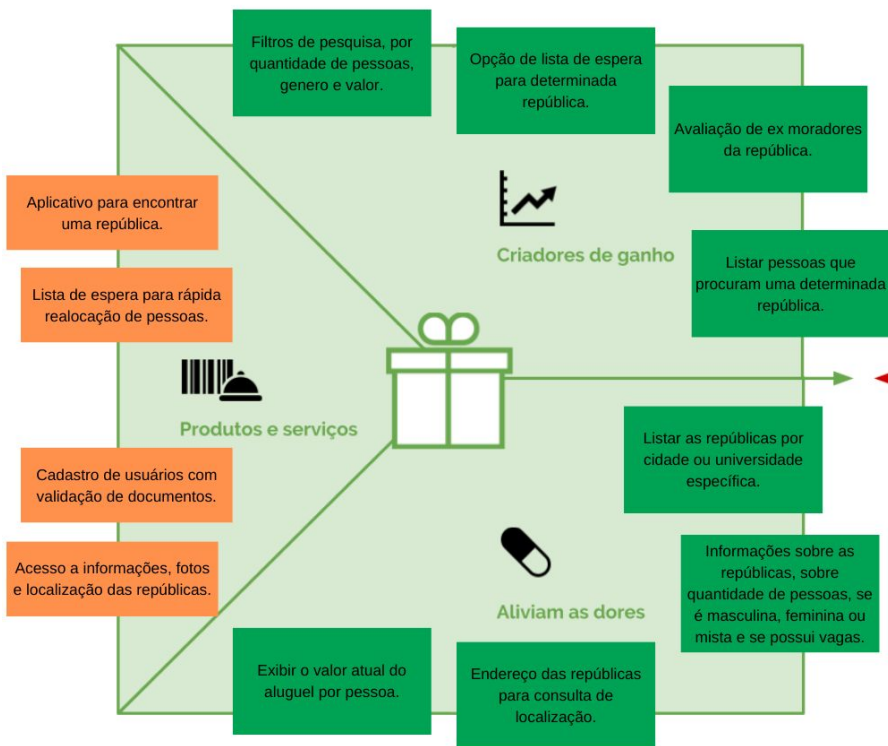 Filtros de pesquisa, por
quantidade de pessoas,
genero e valor.
Opção de lista de espera
para determinada
república.
Avaliação de ex moradores
da república.
Aplicativo para encontrar
uma república.
Criadores de ganho
Listar pessoas que
procuram uma determinada
república.
Lista de espera para rápida
realocação de pessoas.
Produtos e serviços
Listar as repúblicas por
cidade ou universidade
específica.
Cadastro de usuários com
validação de documentos.
Acesso a informações, fotos
e localização das repúblicas.
Informações sobre as
repúblicas, sobre
quantidade de pessoas, se
é masculina, feminina ou
mista e se possui vagas.
Aliviam as dores
Exibir o valor atual do
aluguel por pessoa.
Endereço das repúblicas
para consulta de
localização.